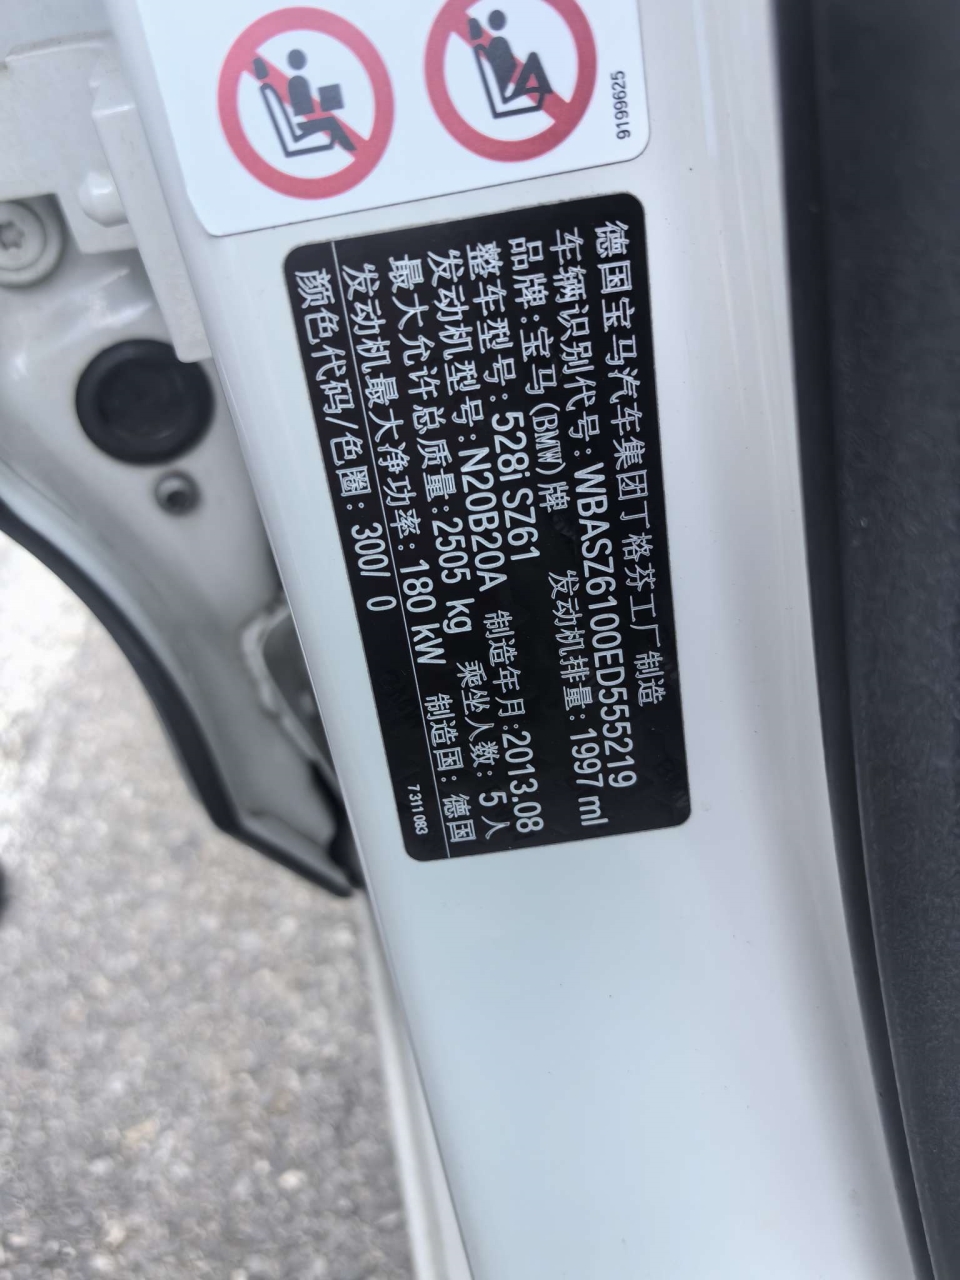 9199625
德国宝马汽车集团丁格芬工厂制造
车辆识别代号: WBASZ6100ED555219
品牌: 宝马(BMW)牌 发动机排量: 1997 ml
整车型号: 528i SZ61
发动机型号: N20B20A 制造年月: 2013.08
最大允许总质量: 2505 kg 乘坐人数: 5 人
发动机最大净功率: 180 kW 制造国: 德国
颜色代码/色圈: 300/ 0
7 311 083